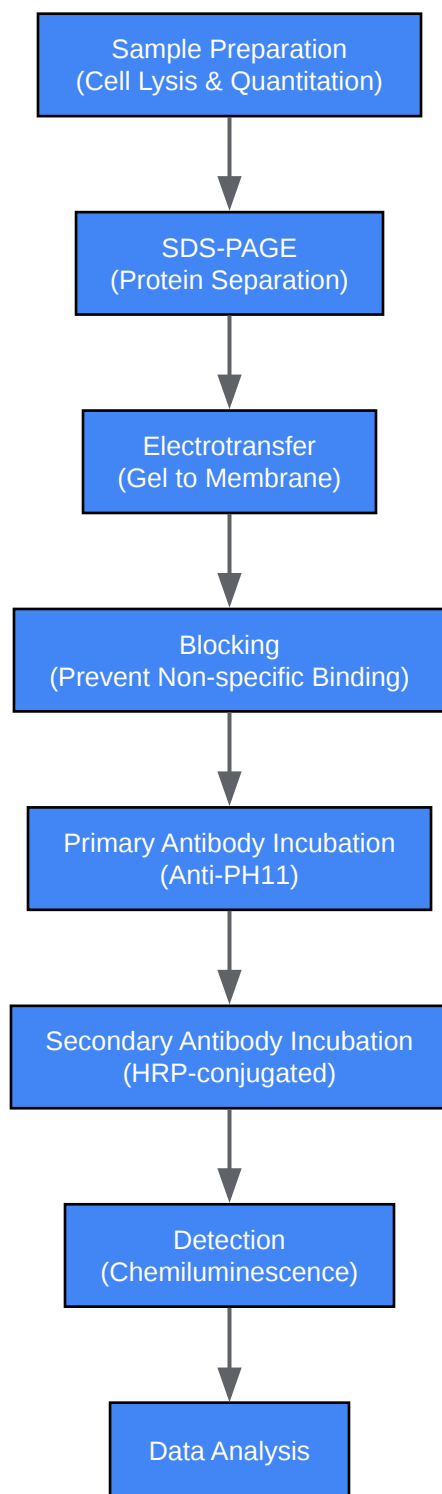 Sample Preparation
(Cell Lysis & Quantitation)
SDS-PAGE
(Protein Separation)
Electrotransfer
(Gel to Membrane)
Blocking
(Prevent Non-specific Binding)
Primary Antibody Incubation
(Anti-PH11)
Secondary Antibody Incubation
(HRP-conjugated)
Detection
(Chemiluminescence)
Data Analysis